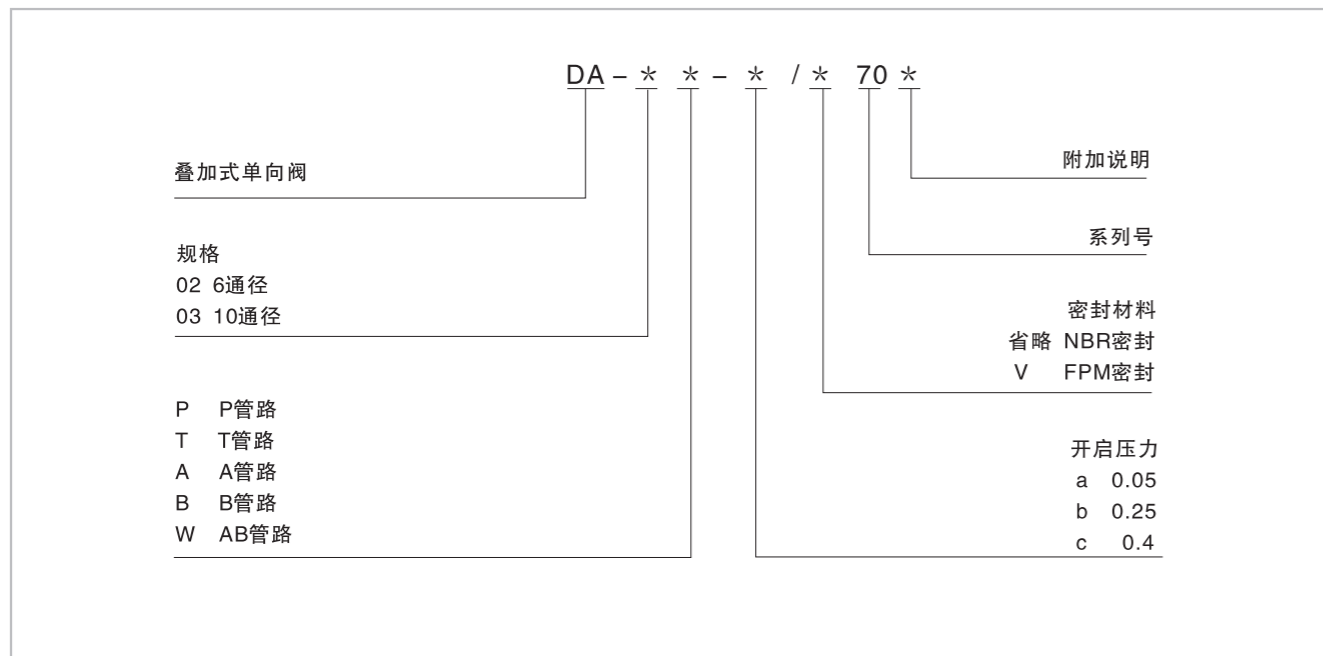 DA-* *-* /* 70 *
叠加式单向阀
规格
02 6通径
03 10通径
P P管路
T T管路
A A管路
B B管路
W AB管路
附加说明
系列号
密封材料
省略 NBR密封
V FPM密封
开启压力
a 0.05
b 0.25
c 0.4